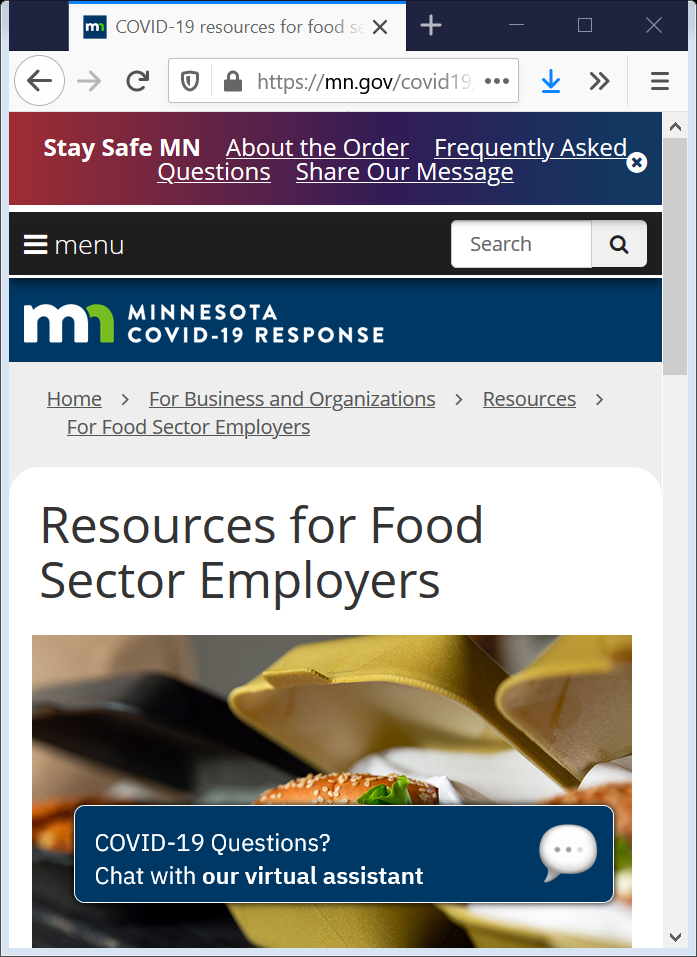 COVID-19 resources for food se
https://mn.gov/covid19
Stay Safe MN About the Order Frequently Asked
Questions Share Our Message
menu
Search
mn MINNESOTA
COVID-19 RESPONSE
Home > For Business and Organizations > Resources >
For Food Sector Employers
Resources for Food
Sector Employers
COVID-19 Questions?
Chat with our virtual assistant